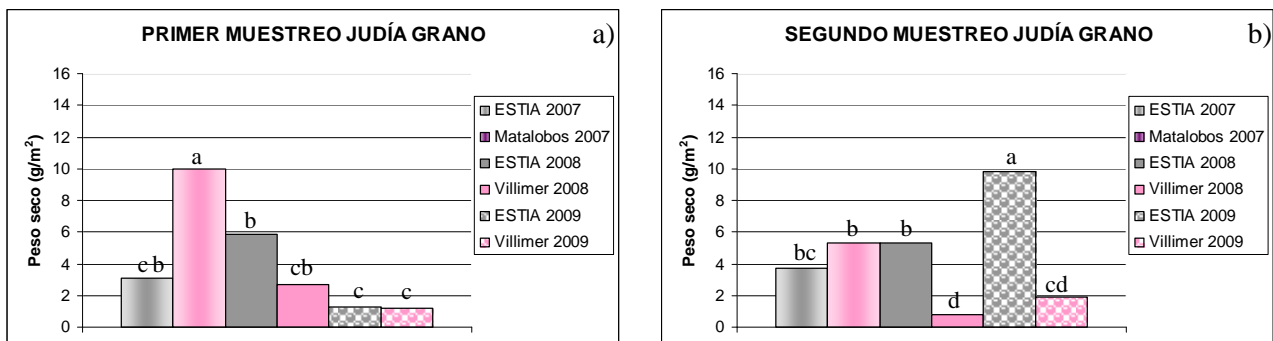 PRIMER MUESTREO JUDÍA GRANO
a)
Peso seco (g/m²)
16
14
12
10
8
6
4
2
0
c b
a
b
cb
c
c
ESTIA 2007
Matalobos 2007
ESTIA 2008
Villimer 2008
ESTIA 2009
Villimer 2009
SEGUNDO MUESTREO JUDÍA GRANO
b)
Peso seco (g/m²)
16
14
12
10
8
6
4
2
0
bc
b
b
d
a
cd
ESTIA 2007
Matalobos 2007
ESTIA 2008
Villimer 2008
ESTIA 2009
Villimer 2009